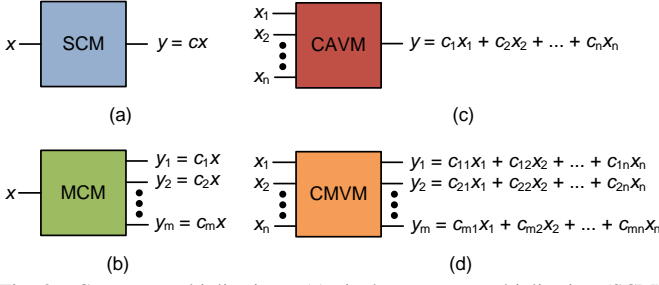 x SCM y = cx
(a)
x₁
x₂
xₙ
CAVM
y = c₁x₁ + c₂x₂ + ... + cₙxₙ
(c)
x MCM
y₁ = c₁x
y₂ = c₂x
yₘ = cₘx
(b)
x₁
x₂
xₙ
CMVM
y₁ = c₁₁x₁ + c₁₂x₂ + ... + c₁ₙxₙ
y₂ = c₂₁x₁ + c₂₂x₂ + ... + c₂ₙxₙ
yₘ = cₘ₁x₁ + cₘ₂x₂ + ... + cₘₙxₙ
(d)